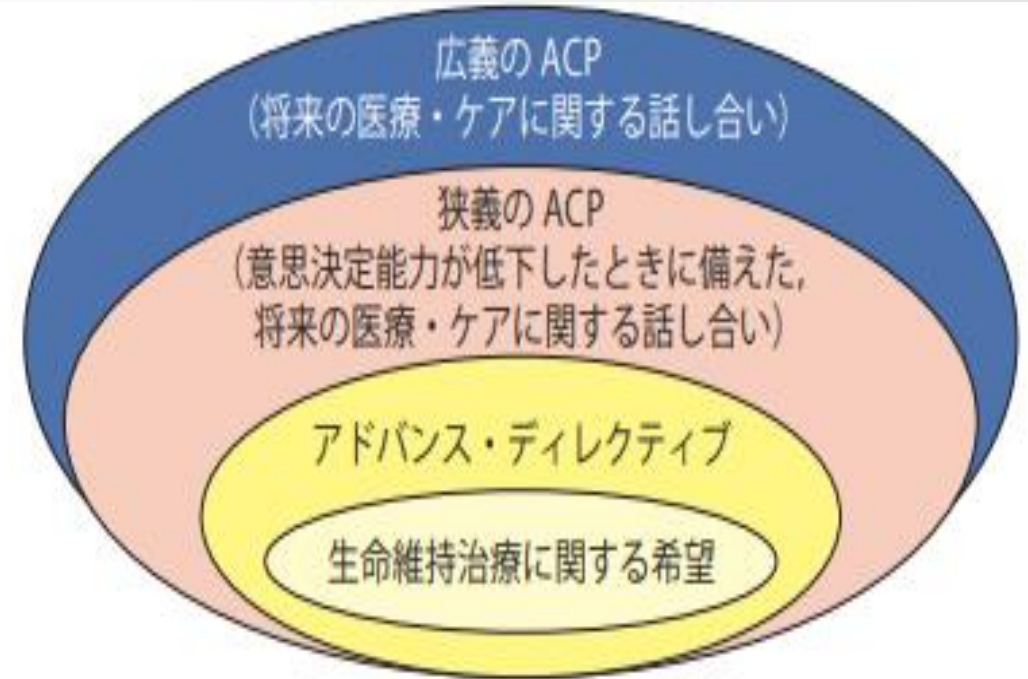 広義の ACP
（将来の医療・ケアに関する話し合い）
狭義の ACP
（意思決定能力が低下したときに備えた，
将来の医療・ケアに関する話し合い）
アドバンス・ディレクティブ
生命維持治療に関する希望